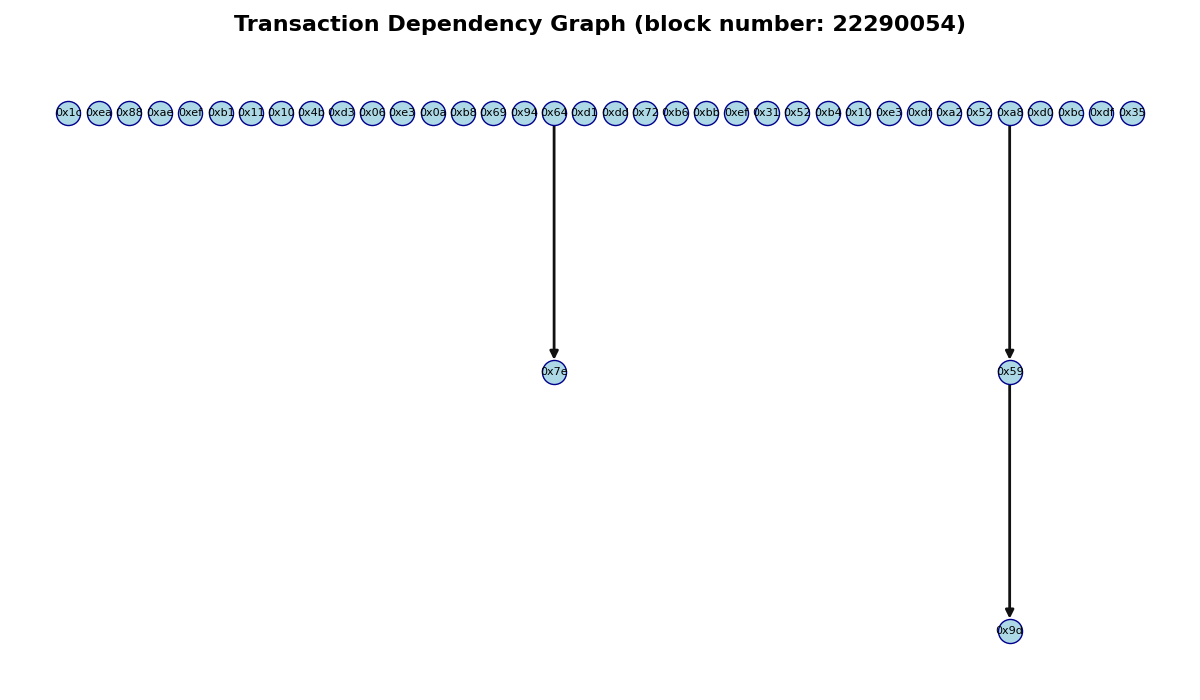 Transaction Dependency Graph (block number: 22290054)
0x1c 0xea 0x88 0xae 0xef 0xb1 0x11 0x10 0x4b 0xd3 0x06 0xe3 0x0a 0xb8 0x69 0x94 0x64 0xd1 0xdc 0x72 0xb6 0xbb 0xef 0x31 0x52 0xb4 0x10 0xe3 0xdf 0xa2 0x52 0xa8 0xd0 0xbc 0xdf 0x35
0x7e 0x59